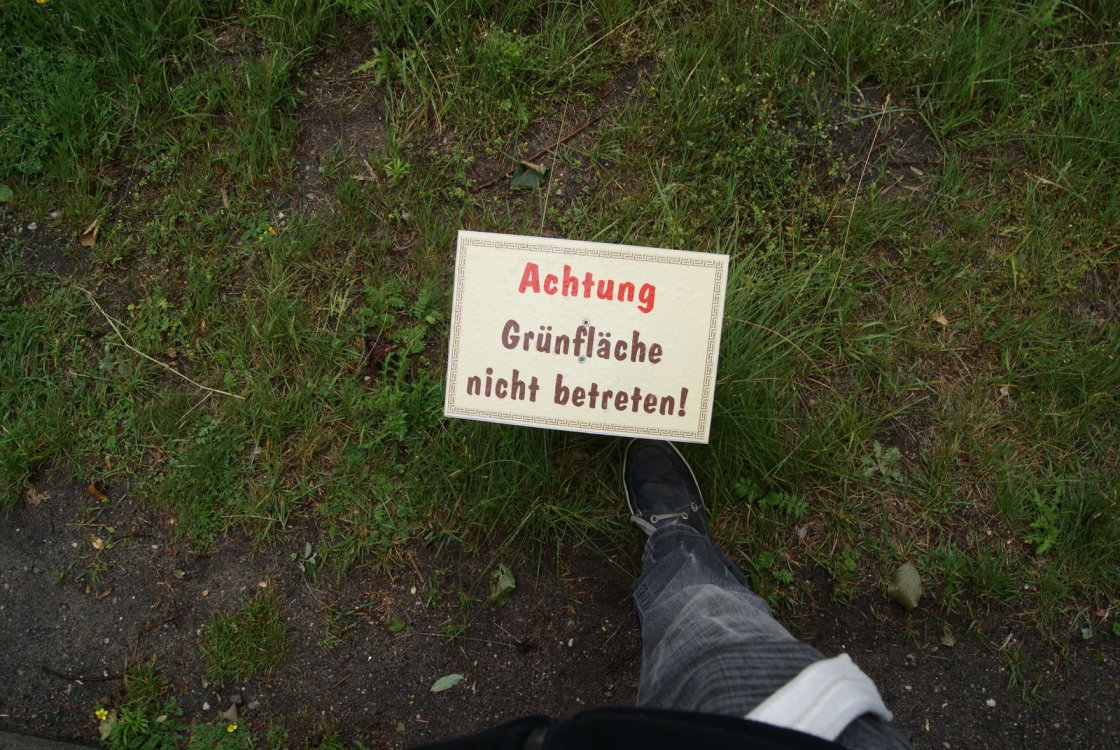 Achtung
Grünfläche
nicht betreten!